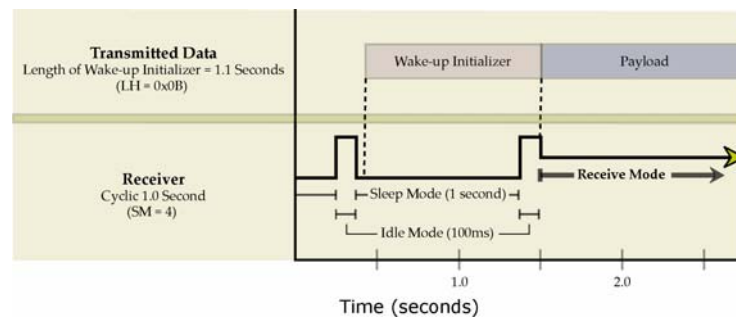 Transmitted Data
Length of Wake-up Initializer = 1.1 Seconds
(LH = 0x0B)
Wake-up Initializer
Payload
Receiver
Cyclic 1.0 Second
(SM = 4)
Sleep Mode (1 second)
Receive Mode
Idle Mode (100ms)
1.0
2.0
Time (seconds)